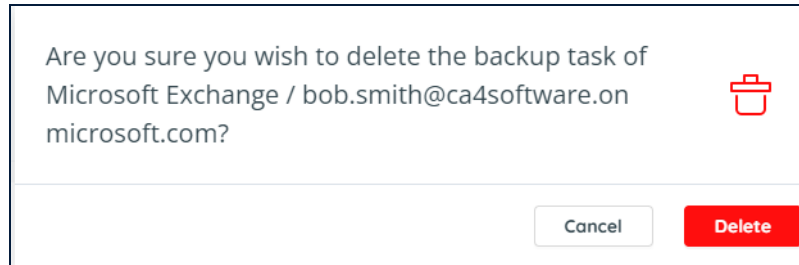 Are you sure you wish to delete the backup task of
Microsoft Exchange / bob.smith@ca4software.on
microsoft.com?
Cancel
Delete